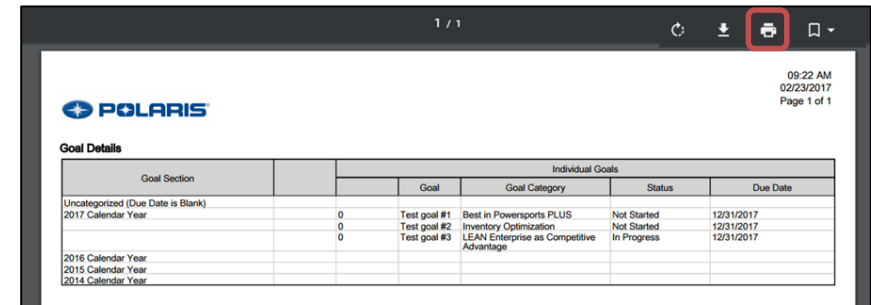 1 / 1
09:22 AM
02/23/2017
Page 1 of 1
POLARIS
Goal Details
Goal Section Individual Goals
Goal Goal Category Status Due Date
Uncategorized (Due Date is Blank)
2017 Calendar Year 0 Test goal #1 Best in Powersports PLUS Not Started 12/31/2017
0 Test goal #2 Inventory Optimization Not Started 12/31/2017
0 Test goal #3 LEAN Enterprise as Competitive In Progress 12/31/2017
Advantage
2016 Calendar Year
2015 Calendar Year
2014 Calendar Year